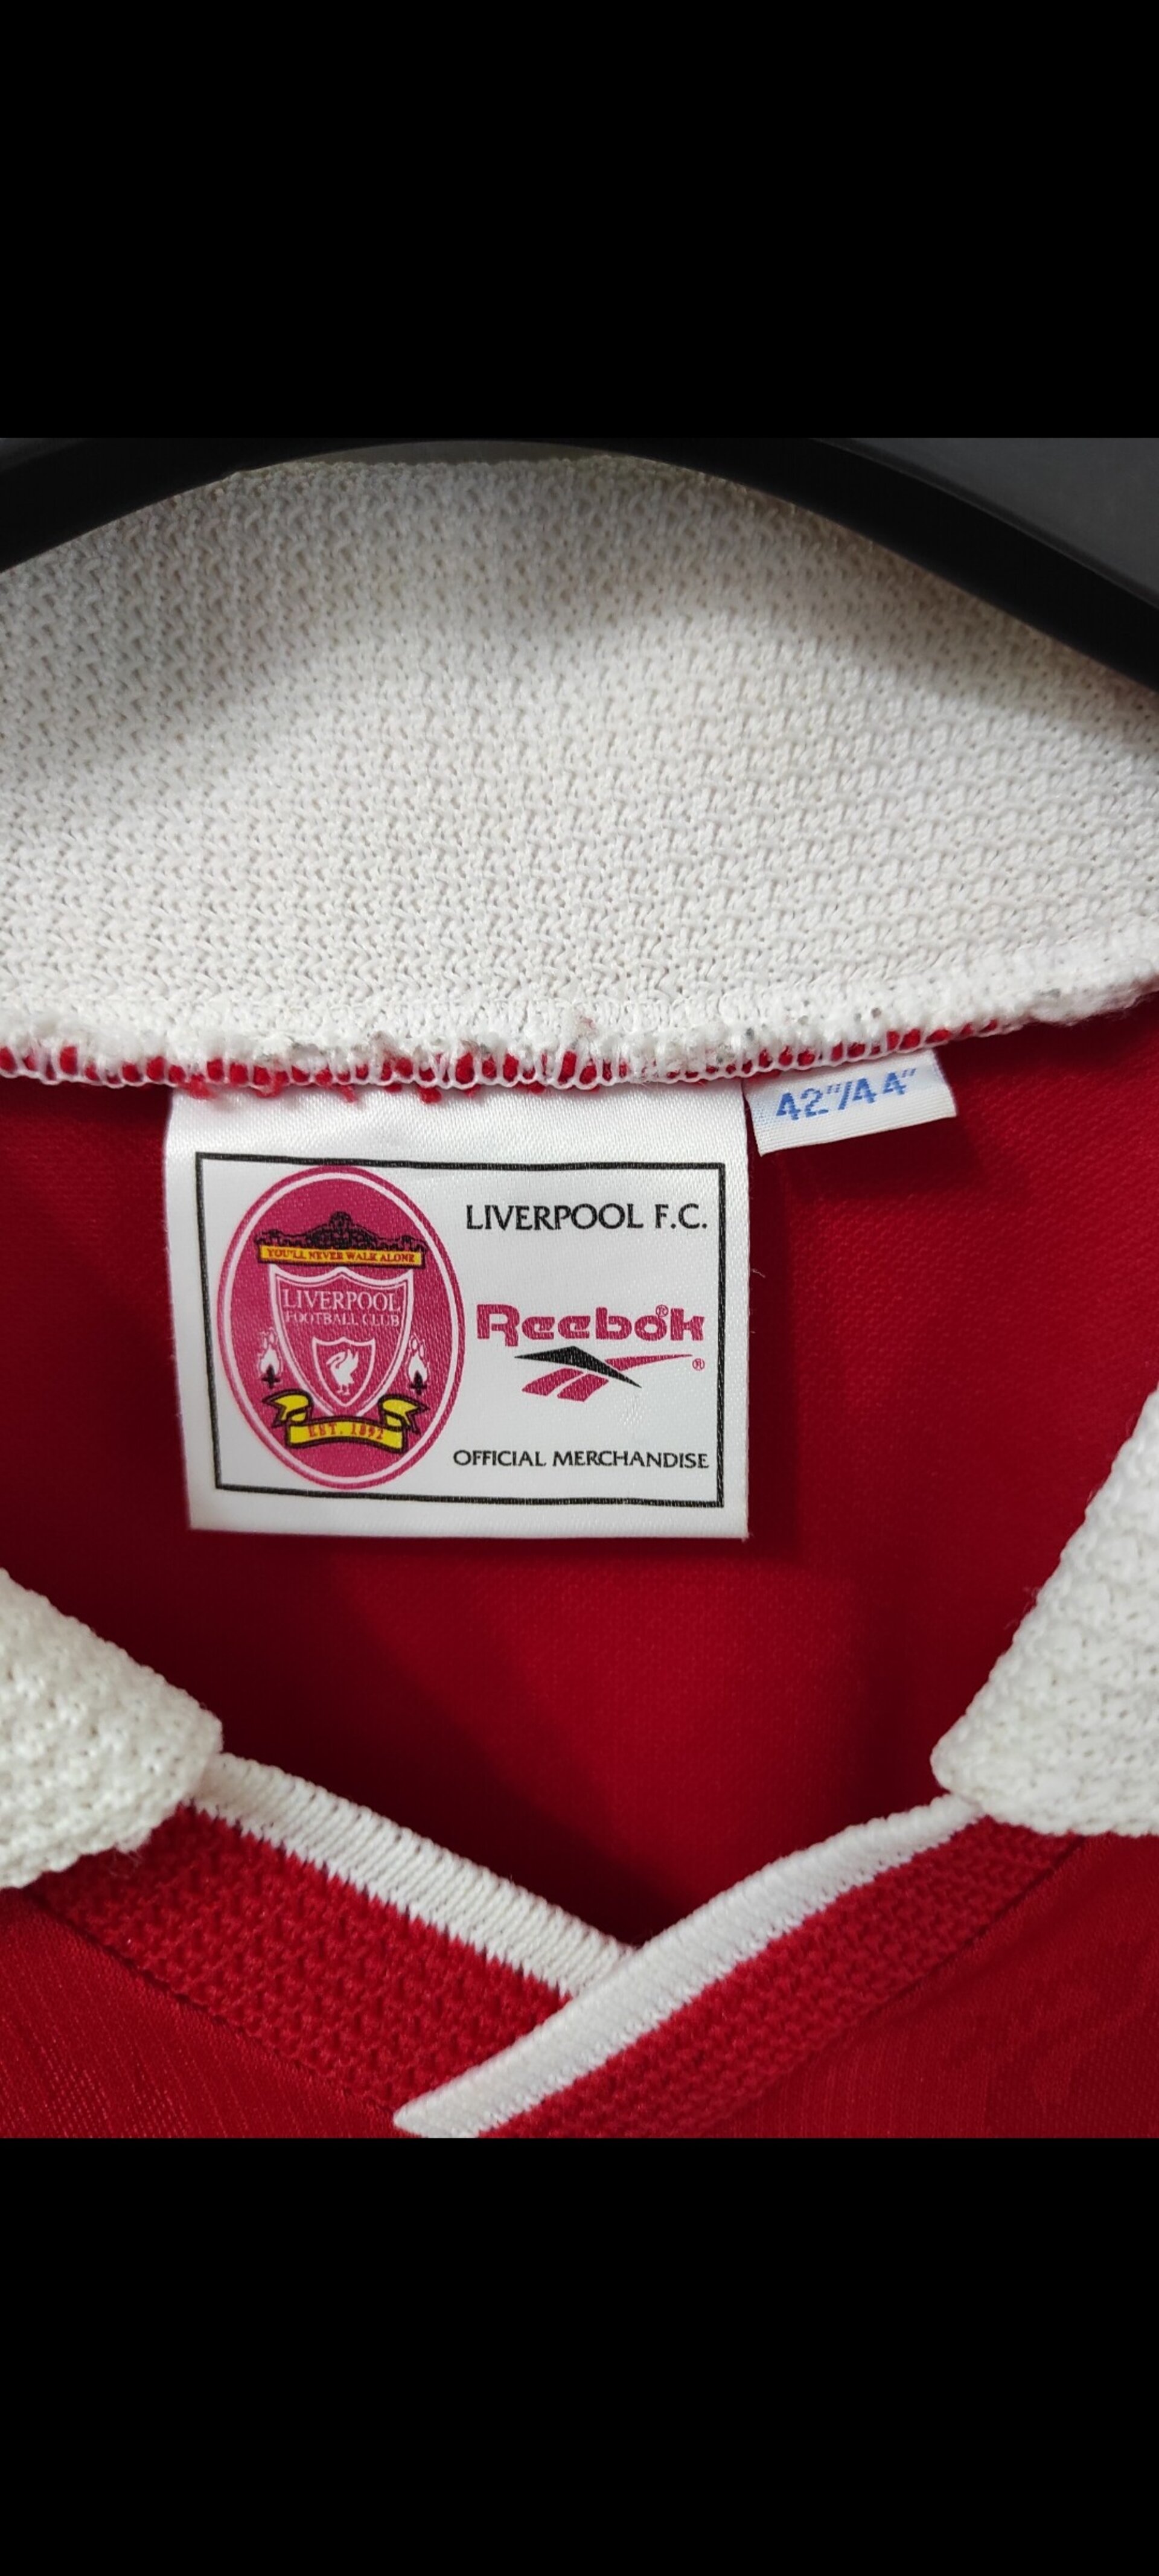 42"/44"
LIVERPOOL F.C.
YOU'LL NEVER WALK ALONE
LIVERPOOL
FOOTBALL CLUB
Reebok®
®
EST. 1892
OFFICIAL MERCHANDISE